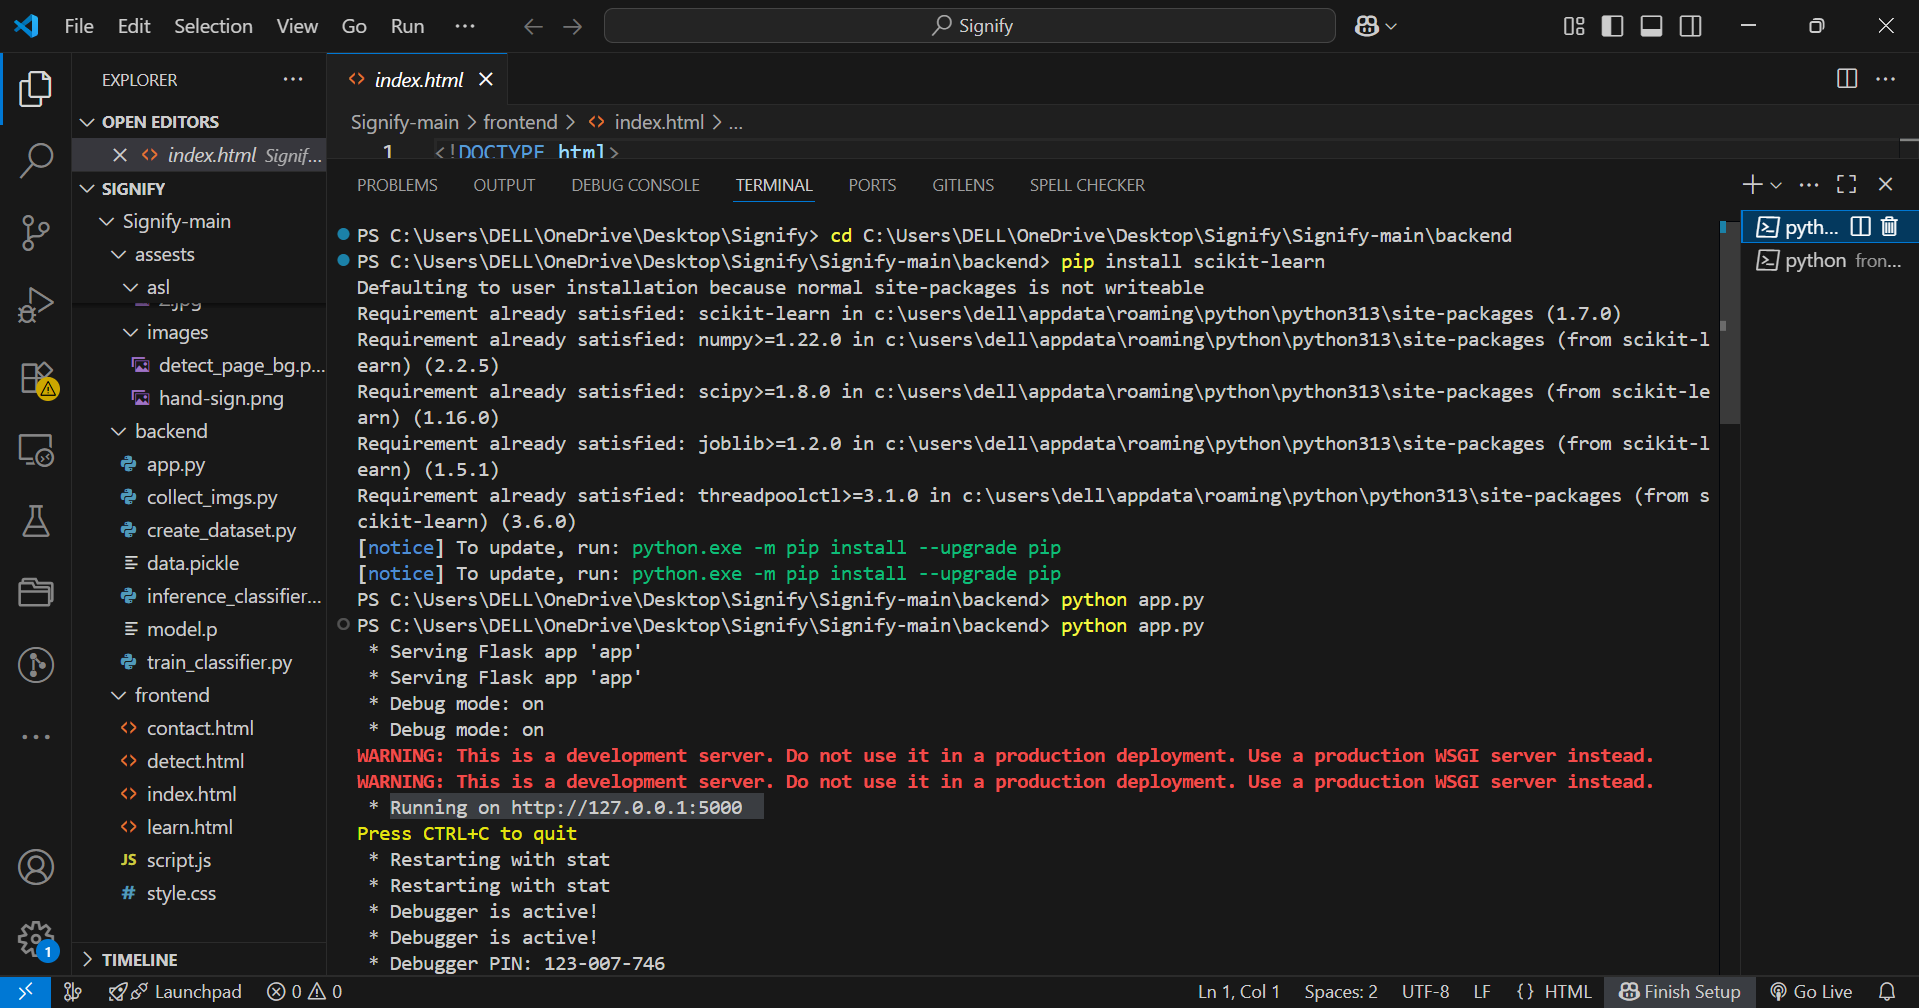 File Edit Selection View Go Run ...
Signify
EXPLORER
index.html
OPEN EDITORS
index.html Signif...
SIGNIFY
Signify-main
assests
asl
2.jpg
images
detect_page_bg.p...
hand-sign.png
backend
app.py
collect_imgs.py
create_dataset.py
data.pickle
inference_classifier...
model.p
train_classifier.py
frontend
contact.html
detect.html
index.html
learn.html
JS script.js
# style.css
TIMELINE
Signify-main > frontend > index.html > ...
1 <!DOCTYPE html>
PROBLEMS OUTPUT DEBUG CONSOLE TERMINAL PORTS GITLENS SPELL CHECKER
pyth...
python fron...
PS C:\Users\DELL\OneDrive\Desktop\Signify> cd C:\Users\DELL\OneDrive\Desktop\Signify\Signify-main\backend
PS C:\Users\DELL\OneDrive\Desktop\Signify\Signify-main\backend> pip install scikit-learn
Defaulting to user installation because normal site-packages is not writeable
Requirement already satisfied: scikit-learn in c:\users\dell\appdata\roaming\python\python313\site-packages (1.7.0)
Requirement already satisfied: numpy>=1.22.0 in c:\users\dell\appdata\roaming\python\python313\site-packages (from scikit-l
earn) (2.2.5)
Requirement already satisfied: scipy>=1.8.0 in c:\users\dell\appdata\roaming\python\python313\site-packages (from scikit-le
arn) (1.16.0)
Requirement already satisfied: joblib>=1.2.0 in c:\users\dell\appdata\roaming\python\python313\site-packages (from scikit-l
earn) (1.5.1)
Requirement already satisfied: threadpoolctl>=3.1.0 in c:\users\dell\appdata\roaming\python\python313\site-packages (from s
cikit-learn) (3.6.0)
[notice] To update, run: python.exe -m pip install --upgrade pip
[notice] To update, run: python.exe -m pip install --upgrade pip
PS C:\Users\DELL\OneDrive\Desktop\Signify\Signify-main\backend> python app.py
PS C:\Users\DELL\OneDrive\Desktop\Signify\Signify-main\backend> python app.py
* Serving Flask app 'app'
* Serving Flask app 'app'
* Debug mode: on
* Debug mode: on
WARNING: This is a development server. Do not use it in a production deployment. Use a production WSGI server instead.
WARNING: This is a development server. Do not use it in a production deployment. Use a production WSGI server instead.
* Running on http://127.0.0.1:5000
Press CTRL+C to quit
* Restarting with stat
* Restarting with stat
* Debugger is active!
* Debugger is active!
* Debugger PIN: 123-007-746
1
Launchpad 0 0 Ln 1, Col 1 Spaces: 2 UTF-8 LF {} HTML Finish Setup Go Live